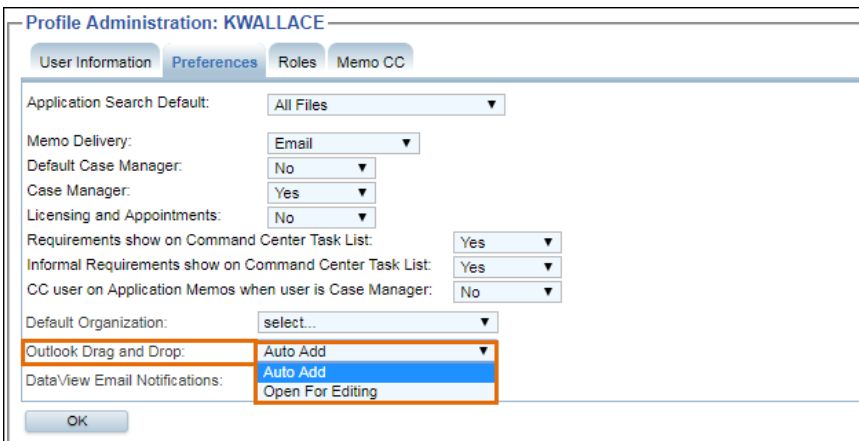 Profile Administration: KWALLACE
User Information Preferences Roles Memo CC
Application Search Default: All Files
Memo Delivery: Email
Default Case Manager: No
Case Manager: Yes
Licensing and Appointments: No
Requirements show on Command Center Task List: Yes
Informal Requirements show on Command Center Task List: Yes
CC user on Application Memos when user is Case Manager: No
Default Organization: select...
Outlook Drag and Drop: Auto Add
Auto Add
DataView Email Notifications:
Open For Editing
OK